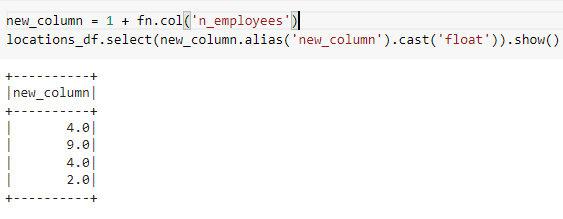 new_column = 1 + fn.col('n_employees')
locations_df.select(new_column.alias('new_column').cast('float')).show()
+----------+
|new_column|
+----------+
|       4.0|
|       9.0|
|       4.0|
|       2.0|
+----------+